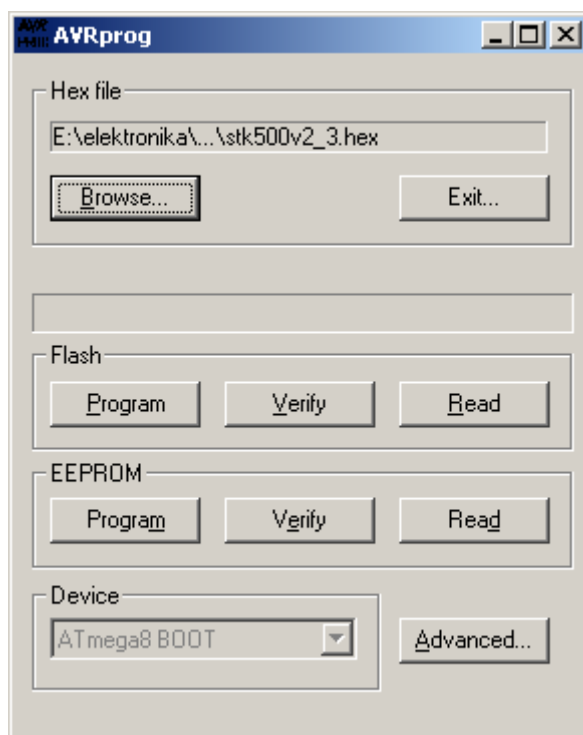 AVRprog
Hex file
E:\elektronika\...\stk500v2_3.hex
Browse... Exit...
Flash
Program Verify Read
EEPROM
Program Verify Read
Device
ATmega8 BOOT Advanced...